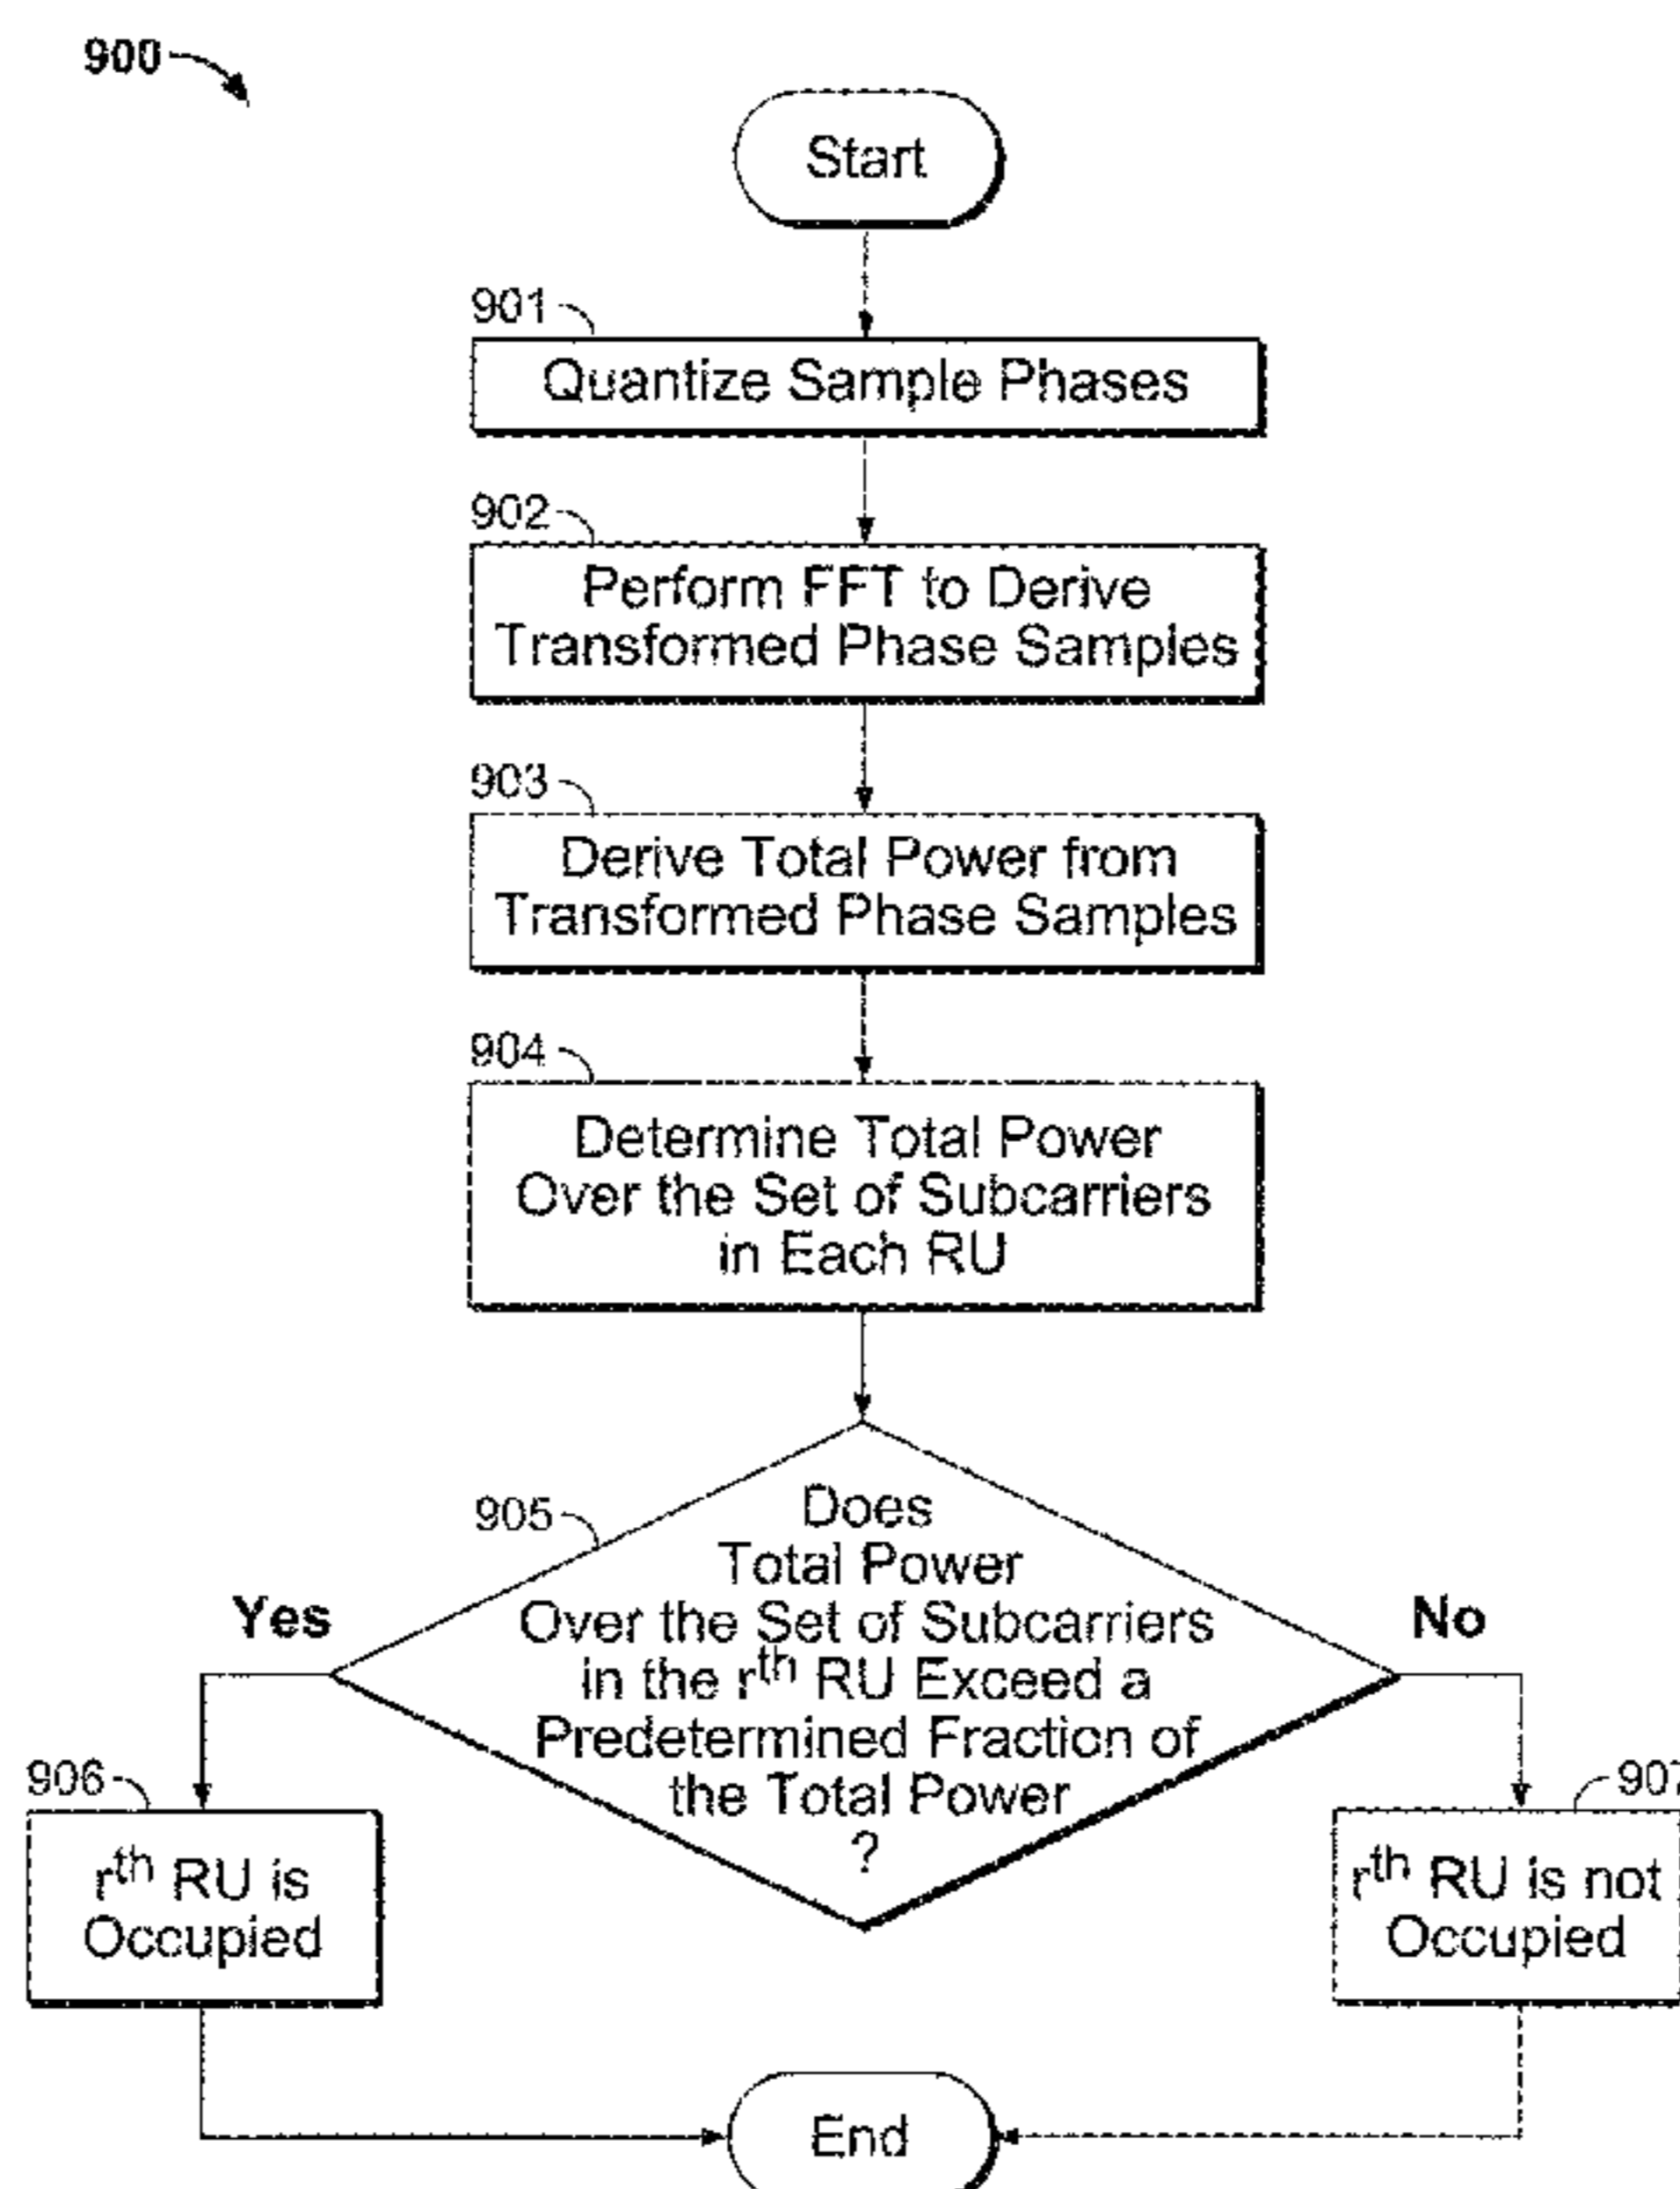 900
Start
901
Quantize Sample Phases
902
Perform FFT to Derive
Transformed Phase Samples
903
Derive Total Power from
Transformed Phase Samples
904
Determine Total Power
Over the Set of Subcarriers
in Each RU
905
Does
Total Power
Over the Set of Subcarriers
in the rth RU Exceed a
Predetermined Fraction of
the Total Power
?
Yes
No
906
rth RU is
Occupied
907
rth RU is not
Occupied
End